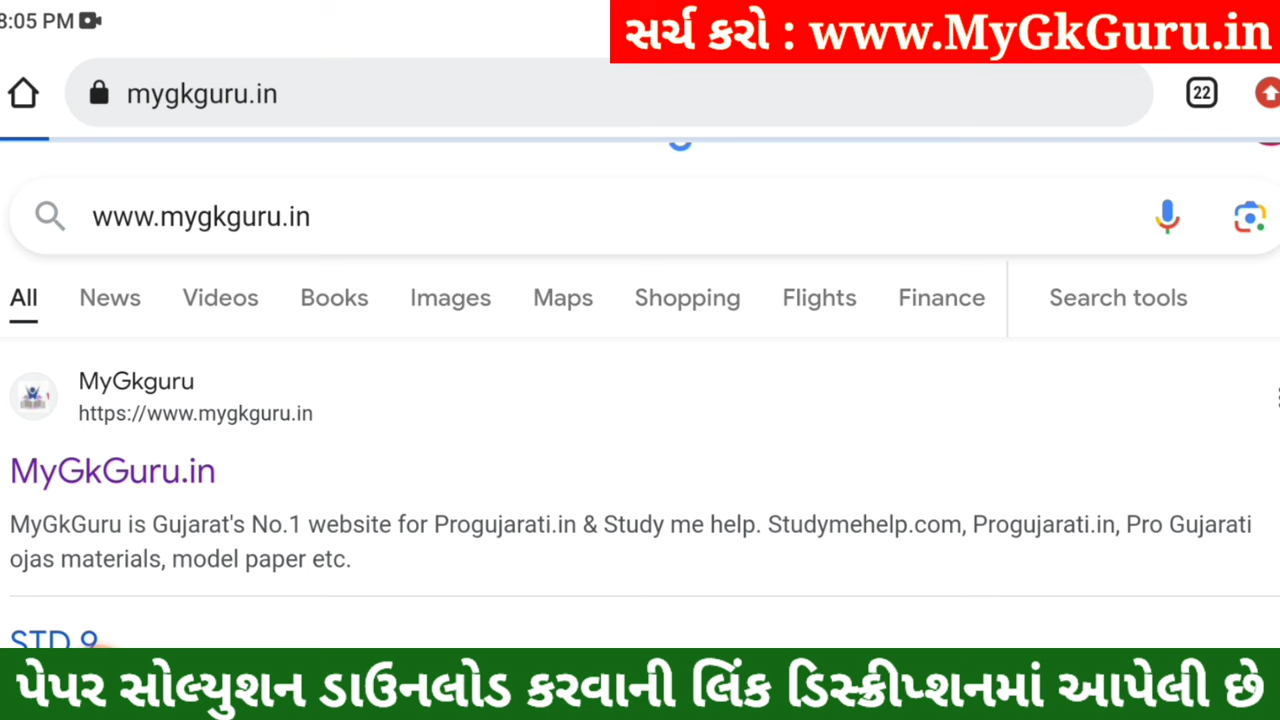 8:05 PM
સર્ચ કરો : www.MyGkGuru.in
mygkguru.in
22
www.mygkguru.in
All News Videos Books Images Maps Shopping Flights Finance Search tools
MyGkguru
https://www.mygkguru.in
MyGkGuru.in
MyGkGuru is Gujarat's No.1 website for Progujarati.in & Study me help. Studymehelp.com, Progujarati.in, Pro Gujarati
ojas materials, model paper etc.
STD 9
પેપર સોલ્યુશન ડાઉનલોડ કરવાની લિંક ડિસ્ક્રીપ્શનમાં આપેલી છે